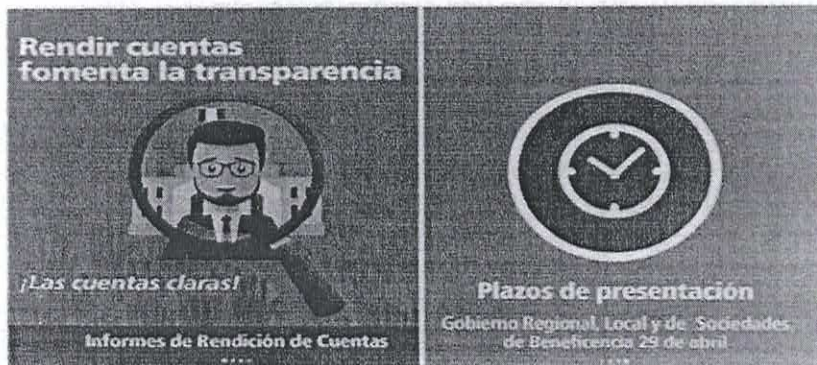 Rendir cuentas
fomenta la transparencia
¡Las cuentas claras!
Informes de Rendición de Cuentas
Plazos de presentación
Gobierno Regional, Local y de Sociedades
de Beneficencia 29 de abril